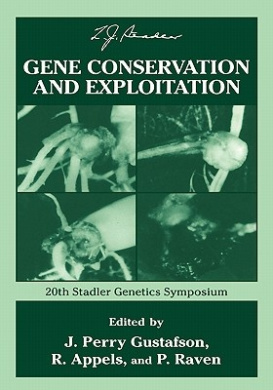 L. J. Stadler
GENE CONSERVATION
AND EXPLOITATION
20th Stadler Genetics Symposium
Edited by
J. Perry Gustafson,
R. Appels, and P. Raven